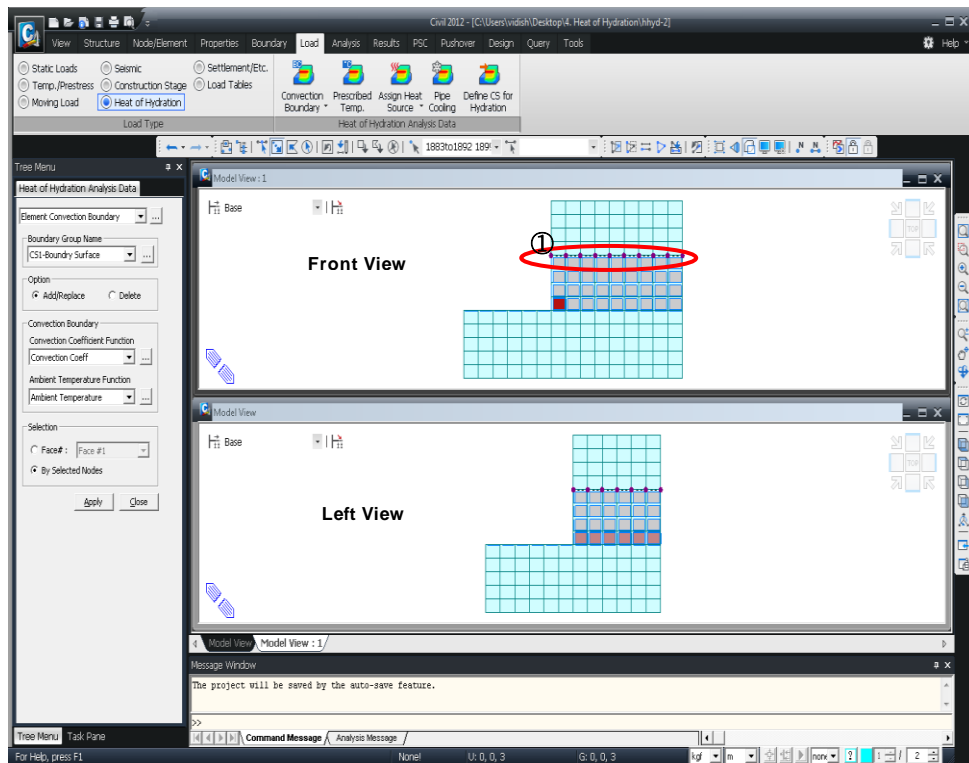 Civil 2012 - [C:\Users\vidish\Desktop\4. Heat of Hydration\hhyd-2]
View Structure Node/Element Properties Boundary Load Analysis Results PSC Pushover Design Query Tools Help
Static Loads Seismic Settlement/Etc.
Temp./Prestress Construction Stage Load Tables
Moving Load Heat of Hydration
Convection Boundary Prescribed Temp. Assign Heat Source Pipe Cooling Define CS for Hydration
Load Type Heat of Hydration Analysis Data
1883to1892 189
Tree Menu
Heat of Hydration Analysis Data
Element Convection Boundary ...
Boundary Group Name
CS1-Boundry Surface ...
Option
Add/Replace Delete
Convection Boundary
Convection Coefficient Function
Convection Coeff ...
Ambient Temperature Function
Ambient Temperature ...
Selection
Face# : Face #1
By Selected Nodes
Apply Close
Model View : 1
Base
TOP
①
Front View
Model View
Base
TOP
Left View
Model View Model View : 1
Message Window
The project will be saved by the auto-save feature.
>>
Command Message Analysis Message
Tree Menu Task Pane
For Help, press F1 None! U: 0, 0, 3 G: 0, 0, 3 kgf m none ? 1 / 2